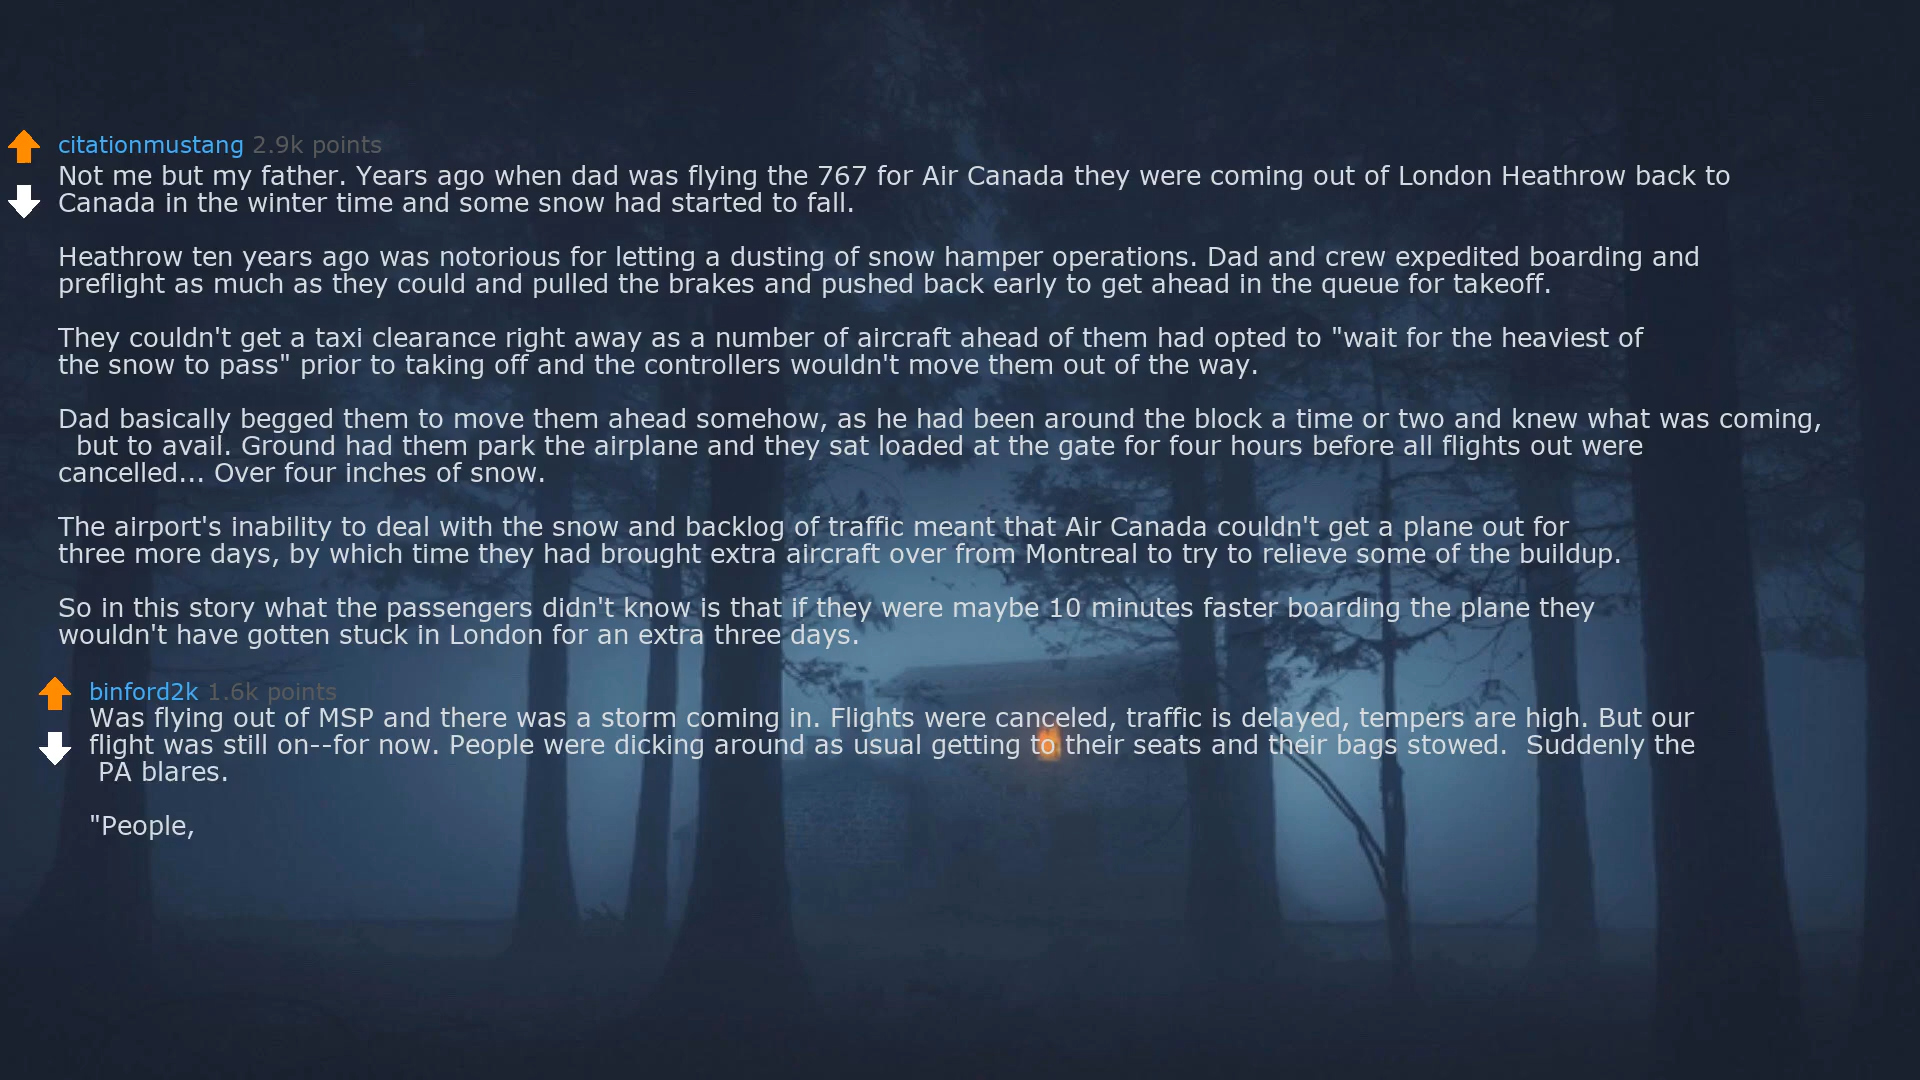 citationmustang 2.9k points
Not me but my father. Years ago when dad was flying the 767 for Air Canada they were coming out of London Heathrow back to
Canada in the winter time and some snow had started to fall.
Heathrow ten years ago was notorious for letting a dusting of snow hamper operations. Dad and crew expedited boarding and
preflight as much as they could and pulled the brakes and pushed back early to get ahead in the queue for takeoff.
They couldn't get a taxi clearance right away as a number of aircraft ahead of them had opted to "wait for the heaviest of
the snow to pass" prior to taking off and the controllers wouldn't move them out of the way.
Dad basically begged them to move them ahead somehow, as he had been around the block a time or two and knew what was coming,
but to avail. Ground had them park the airplane and they sat loaded at the gate for four hours before all flights out were
cancelled... Over four inches of snow.
The airport's inability to deal with the snow and backlog of traffic meant that Air Canada couldn't get a plane out for
three more days, by which time they had brought extra aircraft over from Montreal to try to relieve some of the buildup.
So in this story what the passengers didn't know is that if they were maybe 10 minutes faster boarding the plane they
wouldn't have gotten stuck in London for an extra three days.
binford2k 1.6k points
Was flying out of MSP and there was a storm coming in. Flights were canceled, traffic is delayed, tempers are high. But our
flight was still on--for now. People were dicking around as usual getting to their seats and their bags stowed.  Suddenly the
PA blares.
"People,